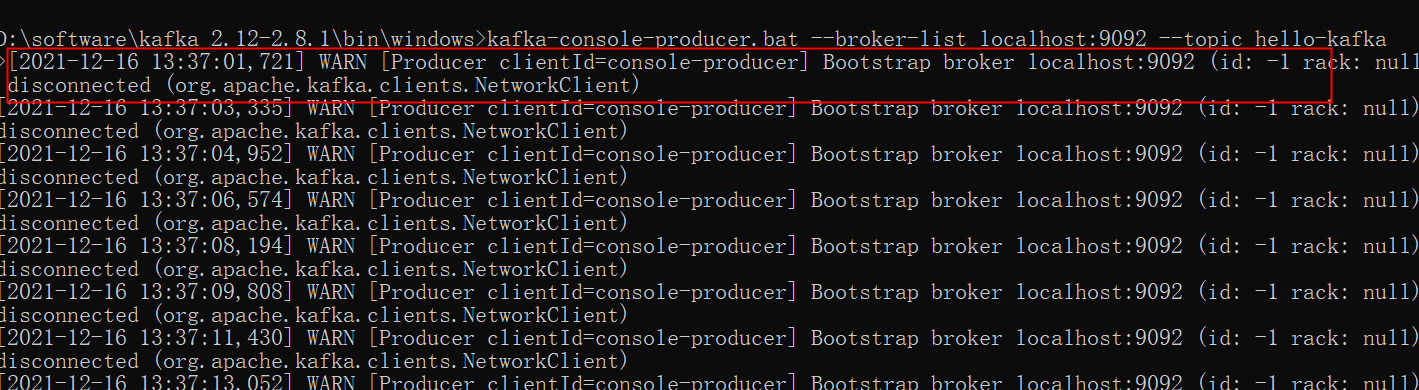 D:\software\kafka_2.12-2.8.1\bin\windows>kafka-console-producer.bat --broker-list localhost:9092 --topic hello-kafka
>[2021-12-16 13:37:01,721] WARN [Producer clientId=console-producer] Bootstrap broker localhost:9092 (id: -1 rack: null
disconnected (org.apache.kafka.clients.NetworkClient)
[2021-12-16 13:37:03,335] WARN [Producer clientId=console-producer] Bootstrap broker localhost:9092 (id: -1 rack: null)
disconnected (org.apache.kafka.clients.NetworkClient)
[2021-12-16 13:37:04,952] WARN [Producer clientId=console-producer] Bootstrap broker localhost:9092 (id: -1 rack: null)
disconnected (org.apache.kafka.clients.NetworkClient)
[2021-12-16 13:37:06,574] WARN [Producer clientId=console-producer] Bootstrap broker localhost:9092 (id: -1 rack: null)
disconnected (org.apache.kafka.clients.NetworkClient)
[2021-12-16 13:37:08,194] WARN [Producer clientId=console-producer] Bootstrap broker localhost:9092 (id: -1 rack: null)
disconnected (org.apache.kafka.clients.NetworkClient)
[2021-12-16 13:37:09,808] WARN [Producer clientId=console-producer] Bootstrap broker localhost:9092 (id: -1 rack: null)
disconnected (org.apache.kafka.clients.NetworkClient)
[2021-12-16 13:37:11,430] WARN [Producer clientId=console-producer] Bootstrap broker localhost:9092 (id: -1 rack: null)
disconnected (org.apache.kafka.clients.NetworkClient)
[2021-12-16 13:37:13,052] WARN [Producer clientId=console-producer] Bootstrap broker localhost:9092 (id: -1 rack: null)